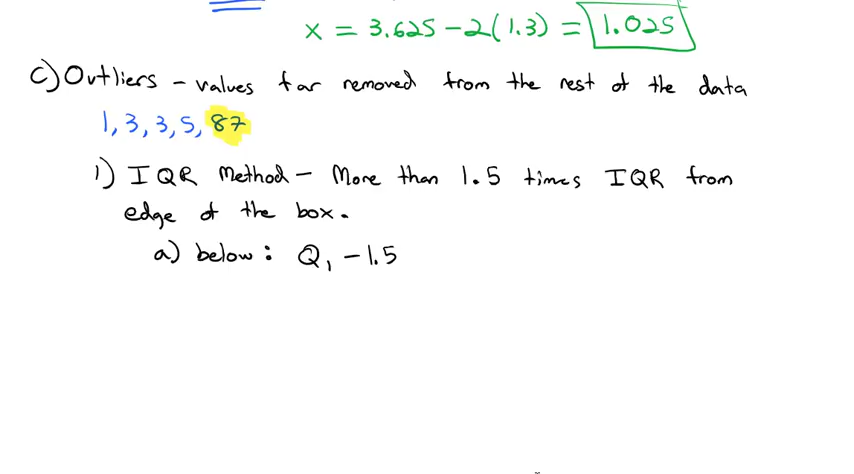 x = 3.625 - 2(1.3) = 1.025
c) Outliers - values far removed from the rest of the data
1, 3, 3, 5, 87
1) IQR Method - More than 1.5 times IQR from
edge of the box.
a) below: Q₁ - 1.5